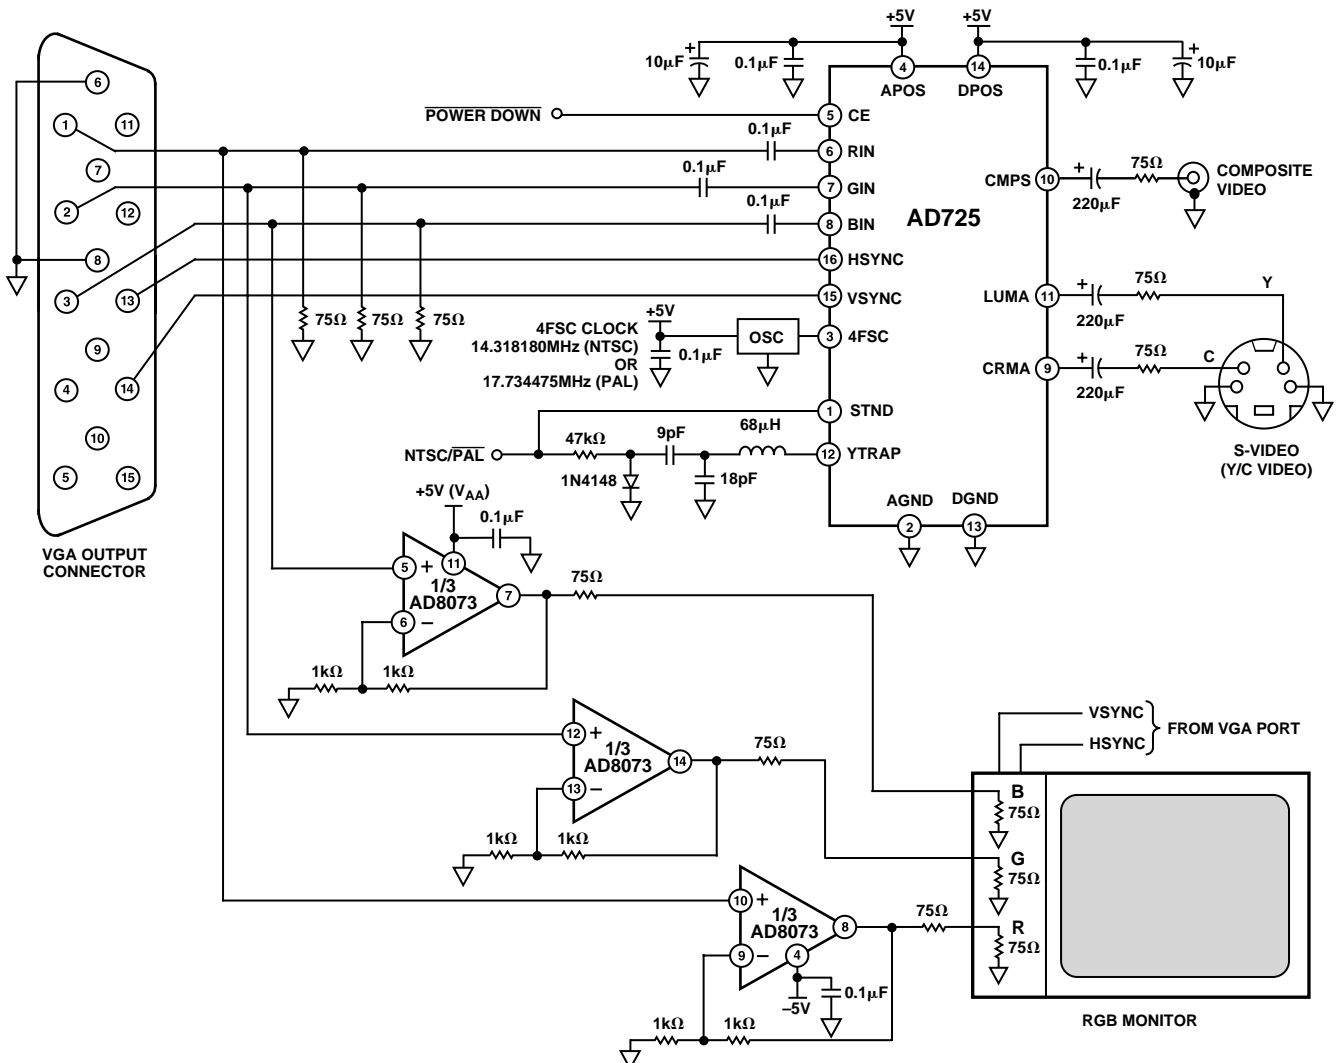 +5V
+5V
10µF
0.1µF
4
14
0.1µF
10µF
APOS
DPOS
6
1
11
7
2
12
8
3
13
9
4
14
10
5
15
VGA OUTPUT
CONNECTOR
POWER DOWN
5
CE
0.1µF
6
RIN
0.1µF
7
GIN
0.1µF
8
BIN
AD725
16
HSYNC
15
VSYNC
CMPS
10
220µF
75Ω
COMPOSITE
VIDEO
LUMA
11
220µF
75Ω
Y
CRMA
9
220µF
75Ω
C
S-VIDEO
(Y/C VIDEO)
75Ω
75Ω
75Ω
4FSC CLOCK
14.318180MHz (NTSC)
OR
17.734475MHz (PAL)
+5V
0.1µF
OSC
3
4FSC
1
STND
NTSC/PAL
47kΩ
1N4148
9pF
18pF
68µH
12
YTRAP
AGND
DGND
2
13
+5V (VAA)
0.1µF
5
+
11
1/3
AD8073
6
–
7
75Ω
1kΩ
1kΩ
12
+
1/3
AD8073
13
–
14
75Ω
1kΩ
1kΩ
10
+
1/3
AD8073
9
–
4
8
75Ω
–5V
0.1µF
1kΩ
1kΩ
VSYNC
HSYNC
FROM VGA PORT
B
75Ω
G
75Ω
R
75Ω
RGB MONITOR